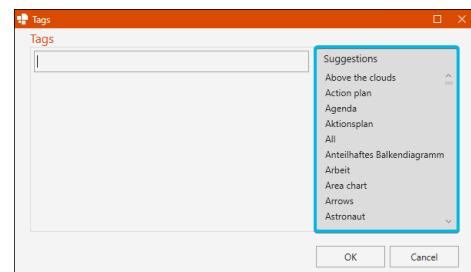 Tags
Tags
Suggestions
Above the clouds
Action plan
Agenda
Aktionsplan
All
Anteilhaftes Balkendiagramm
Arbeit
Area chart
Arrows
Astronaut
OK
Cancel